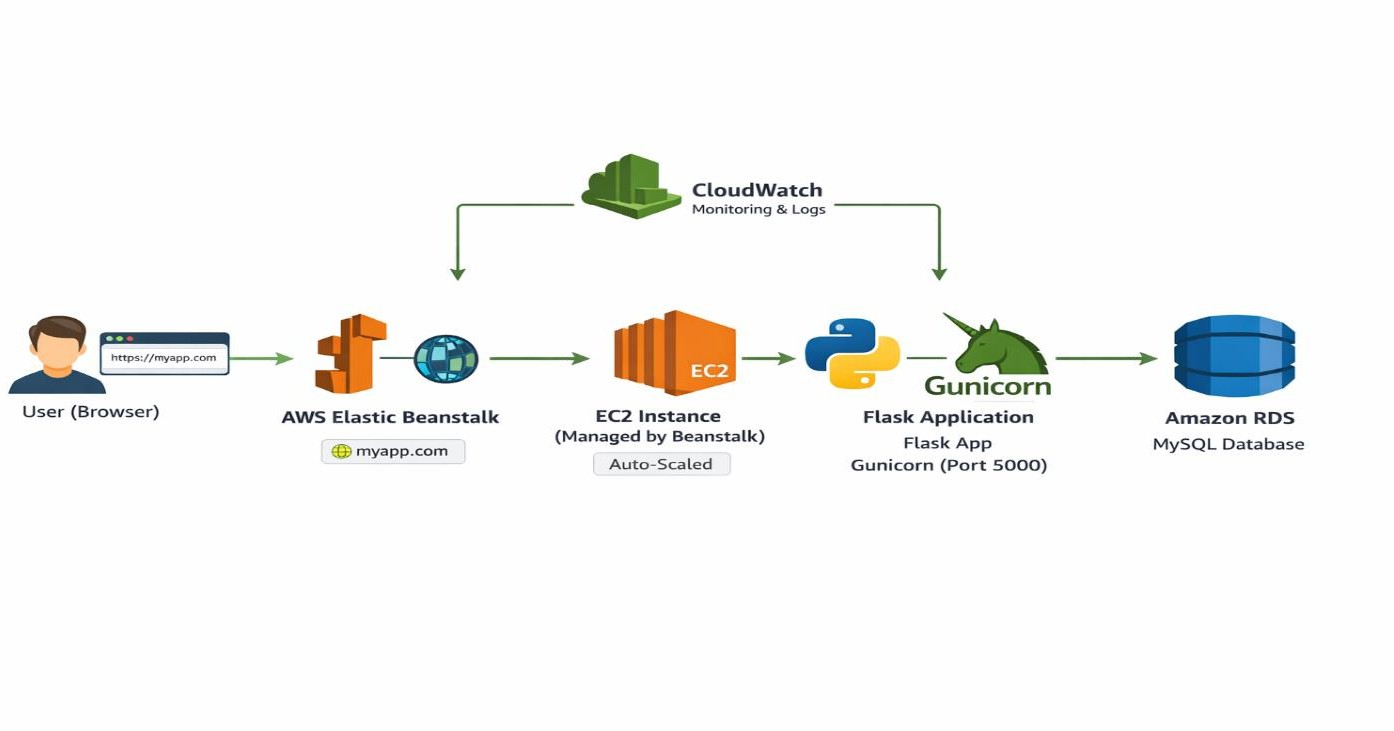 CloudWatch
Monitoring & Logs
https://myapp.com
User (Browser)
AWS Elastic Beanstalk
myapp.com
EC2
EC2 Instance
(Managed by Beanstalk)
Auto-Scaled
Gunicorn
Flask Application
Flask App
Gunicorn (Port 5000)
Amazon RDS
MySQL Database